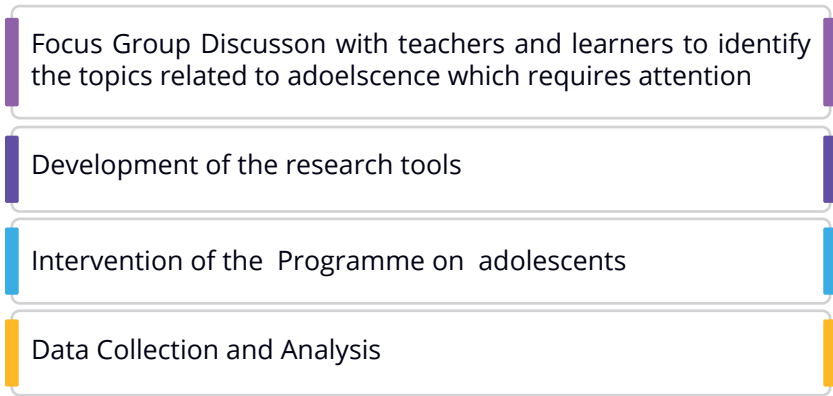 Focus Group Discusson with teachers and learners to identify
the topics related to adoelscence which requires attention
Development of the research tools
Intervention of the  Programme on  adolescents
Data Collection and Analysis